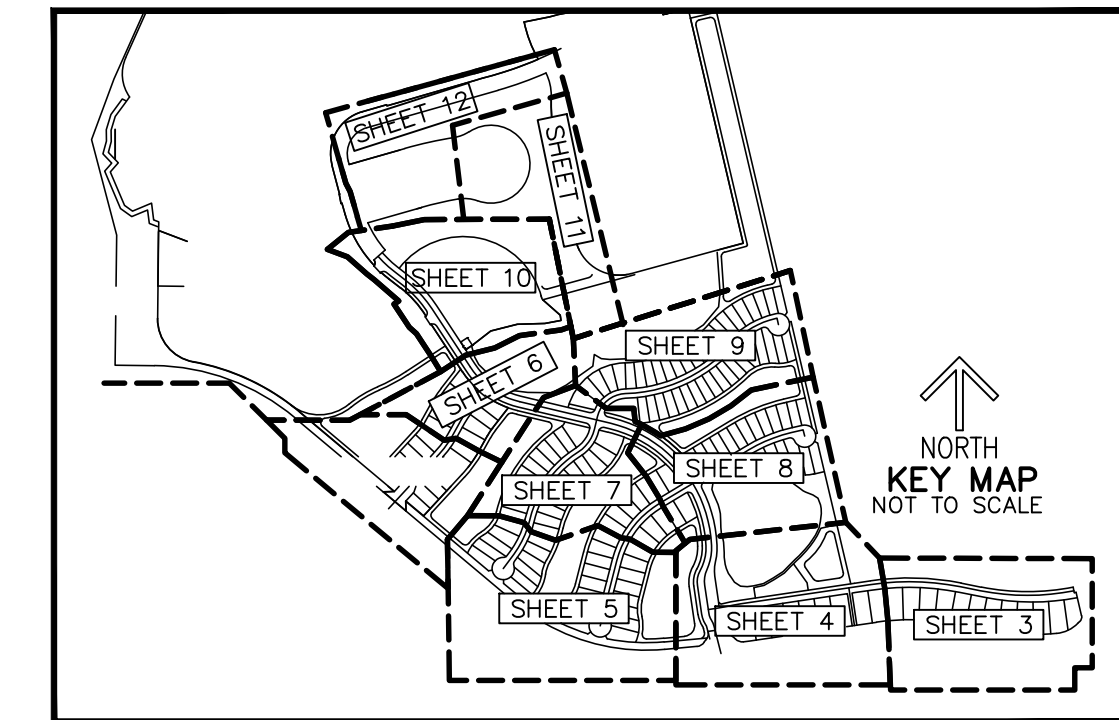 SHEET 12
SHEET 11
SHEET 10
SHEET 9
SHEET 6
SHEET 8
SHEET 7
SHEET 5
SHEET 4
SHEET 3
NORTH
KEY MAP
NOT TO SCALE